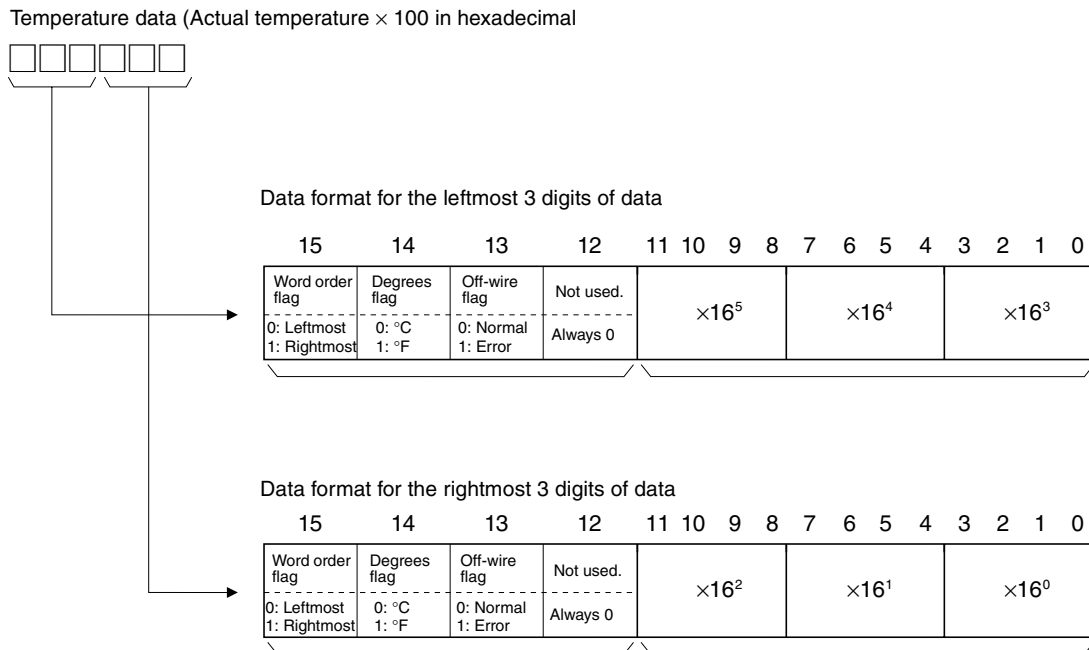 Temperature data (Actual temperature × 100 in hexadecimal
Data format for the leftmost 3 digits of data
15 14 13 12 11 10 9 8 7 6 5 4 3 2 1 0
Word order flag
Degrees flag
Off-wire flag
Not used.
0: Leftmost
1: Rightmost
0: °C
1: °F
0: Normal
1: Error
Always 0
×16⁵
×16⁴
×16³
Data format for the rightmost 3 digits of data
15 14 13 12 11 10 9 8 7 6 5 4 3 2 1 0
Word order flag
Degrees flag
Off-wire flag
Not used.
0: Leftmost
1: Rightmost
0: °C
1: °F
0: Normal
1: Error
Always 0
×16²
×16¹
×16⁰